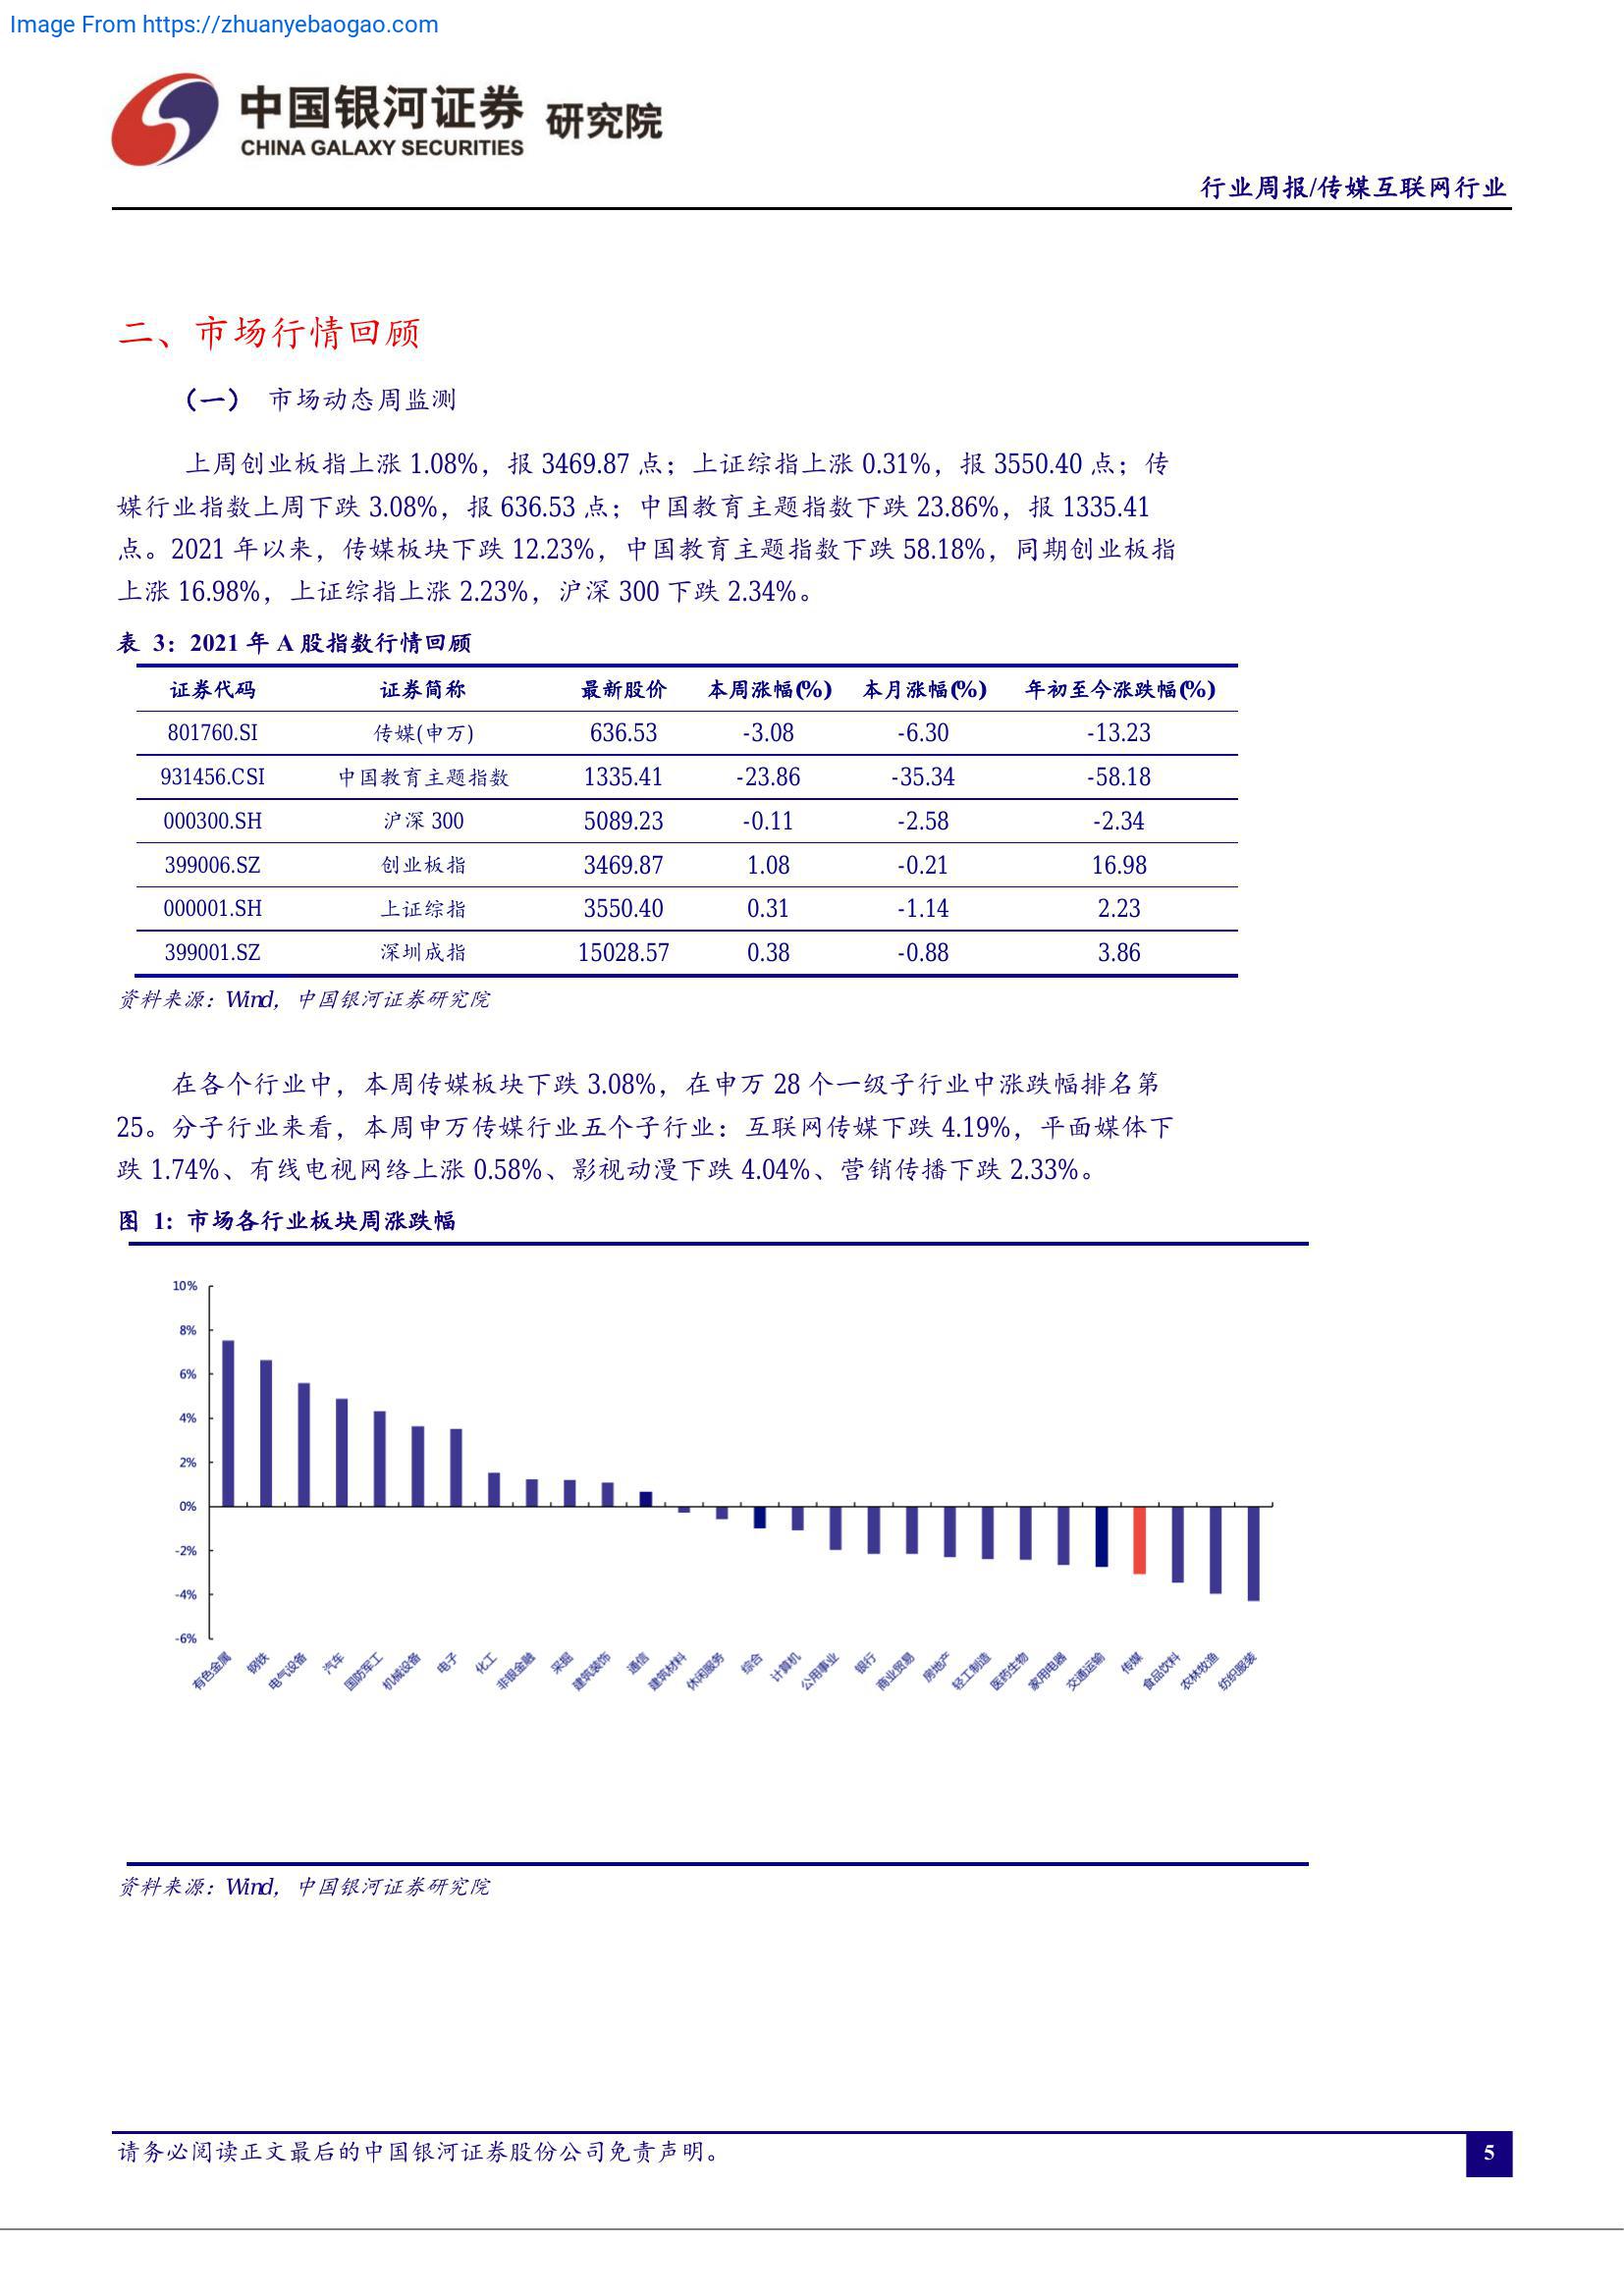 Image From https://zhuanyebaogao.com
中国银河证券 研究院
CHINA GALAXY SECURITIES
行业周报/传媒互联网行业
二、市场行情回顾
（一） 市场动态周监测
上周创业板指上涨 1.08%，报 3469.87 点；上证综指上涨 0.31%，报 3550.40 点；传
媒行业指数上周下跌 3.08%，报 636.53 点；中国教育主题指数下跌 23.86%，报 1335.41
点。2021 年以来，传媒板块下跌 12.23%，中国教育主题指数下跌 58.18%，同期创业板指
上涨 16.98%，上证综指上涨 2.23%，沪深 300 下跌 2.34%。
表 3：2021 年 A 股指数行情回顾
证券代码 证券简称 最新股价 本周涨幅(%) 本月涨幅(%) 年初至今涨跌幅(%)
801760.SI 传媒(申万) 636.53 -3.08 -6.30 -13.23
931456.CSI 中国教育主题指数 1335.41 -23.86 -35.34 -58.18
000300.SH 沪深 300 5089.23 -0.11 -2.58 -2.34
399006.SZ 创业板指 3469.87 1.08 -0.21 16.98
000001.SH 上证综指 3550.40 0.31 -1.14 2.23
399001.SZ 深圳成指 15028.57 0.38 -0.88 3.86
资料来源：Wind，中国银河证券研究院
在各个行业中，本周传媒板块下跌 3.08%，在申万 28 个一级子行业中涨跌幅排名第
25。分子行业来看，本周申万传媒行业五个子行业：互联网传媒下跌 4.19%，平面媒体下
跌 1.74%、有线电视网络上涨 0.58%、影视动漫下跌 4.04%、营销传播下跌 2.33%。
图 1：市场各行业板块周涨跌幅
10%
8%
6%
4%
2%
0%
-2%
-4%
-6%
有色金属 钢铁 电气设备 汽车 国防军工 机械设备 电子 化工 非银金融 采掘 建筑装饰 通信 建筑材料 休闲服务 综合 计算机 公用事业 银行 商业贸易 房地产 轻工制造 医药生物 家用电器 交通运输 传媒 食品饮料 农林牧渔 纺织服装
资料来源：Wind，中国银河证券研究院
请务必阅读正文最后的中国银河证券股份公司免责声明。
5